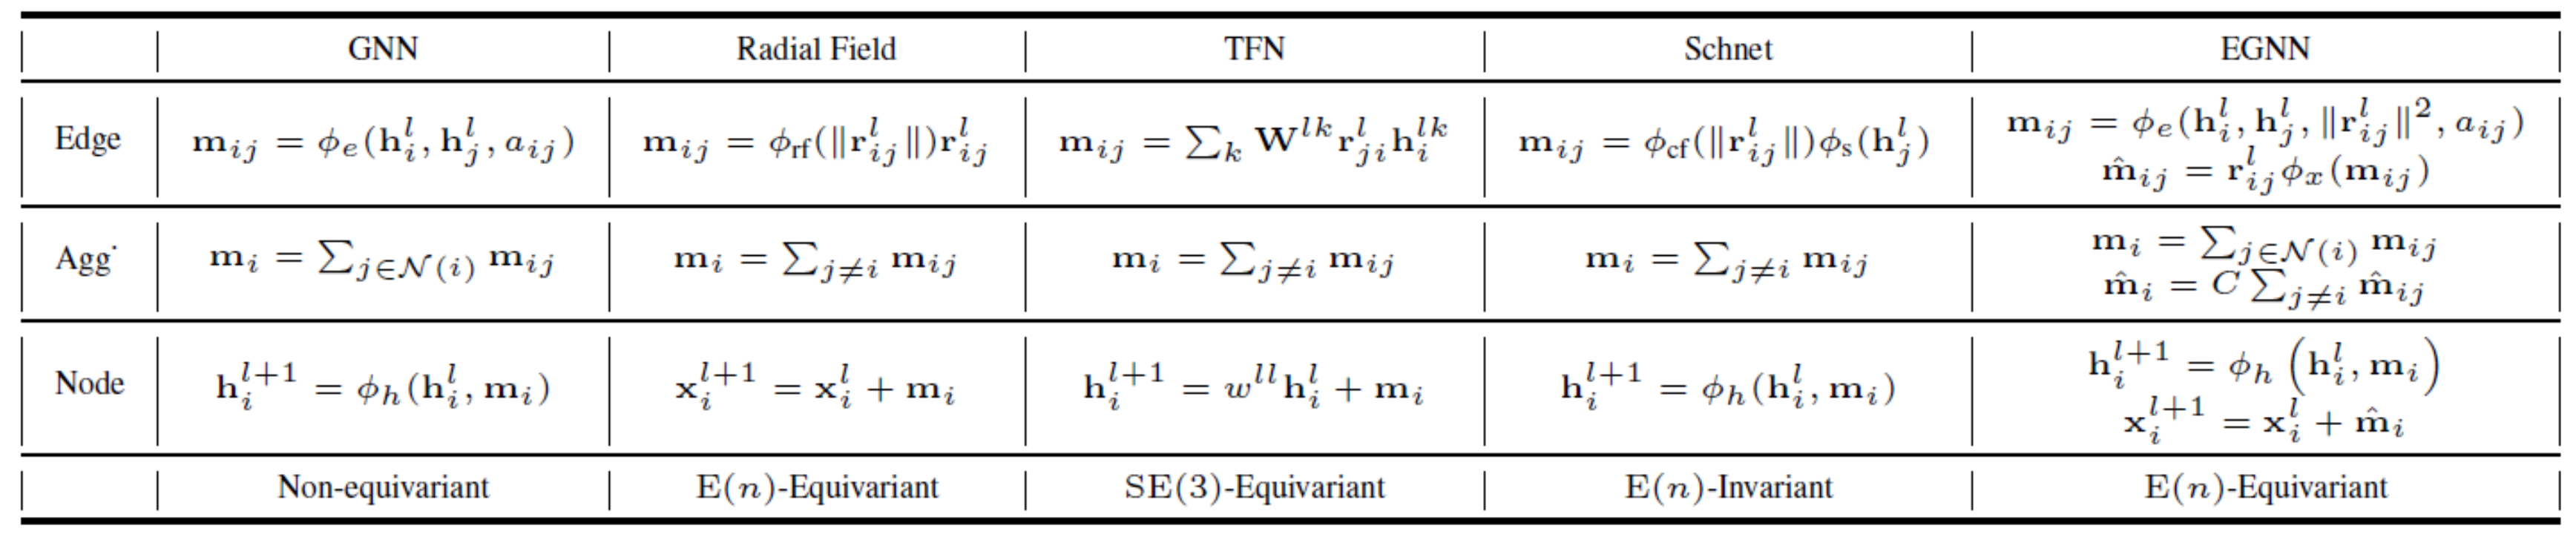 GNN Radial Field TFN Schnet EGNN
Edge $\mathbf{m}_{ij} = \phi_e(\mathbf{h}_i^l, \mathbf{h}_j^l, a_{ij})$ $\mathbf{m}_{ij} = \phi_{\text{rf}}(\|\mathbf{r}_{ij}^l\|)\mathbf{r}_{ij}^l$ $\mathbf{m}_{ij} = \sum_k \mathbf{W}^{lk}\mathbf{r}_{ji}^l\mathbf{h}_i^{lk}$ $\mathbf{m}_{ij} = \phi_{\text{cf}}(\|\mathbf{r}_{ij}^l\|)\phi_{\text{s}}(\mathbf{h}_j^l)$ $\mathbf{m}_{ij} = \phi_e(\mathbf{h}_i^l, \mathbf{h}_j^l, \|\mathbf{r}_{ij}^l\|^2, a_{ij})$
$\hat{\mathbf{m}}_{ij} = \mathbf{r}_{ij}^l\phi_x(\mathbf{m}_{ij})$
Agg. $\mathbf{m}_i = \sum_{j\in\mathcal{N}(i)} \mathbf{m}_{ij}$ $\mathbf{m}_i = \sum_{j\neq i} \mathbf{m}_{ij}$ $\mathbf{m}_i = \sum_{j\neq i} \mathbf{m}_{ij}$ $\mathbf{m}_i = \sum_{j\neq i} \mathbf{m}_{ij}$ $\mathbf{m}_i = \sum_{j\in\mathcal{N}(i)} \mathbf{m}_{ij}$
$\hat{\mathbf{m}}_i = C\sum_{j\neq i} \hat{\mathbf{m}}_{ij}$
Node $\mathbf{h}_i^{l+1} = \phi_h(\mathbf{h}_i^l, \mathbf{m}_i)$ $\mathbf{x}_i^{l+1} = \mathbf{x}_i^l + \mathbf{m}_i$ $\mathbf{h}_i^{l+1} = w^{ll}\mathbf{h}_i^l + \mathbf{m}_i$ $\mathbf{h}_i^{l+1} = \phi_h(\mathbf{h}_i^l, \mathbf{m}_i)$ $\mathbf{h}_i^{l+1} = \phi_h\left(\mathbf{h}_i^l, \mathbf{m}_i\right)$
$\mathbf{x}_i^{l+1} = \mathbf{x}_i^l + \hat{\mathbf{m}}_i$
Non-equivariant E($n$)-Equivariant SE(3)-Equivariant E($n$)-Invariant E($n$)-Equivariant